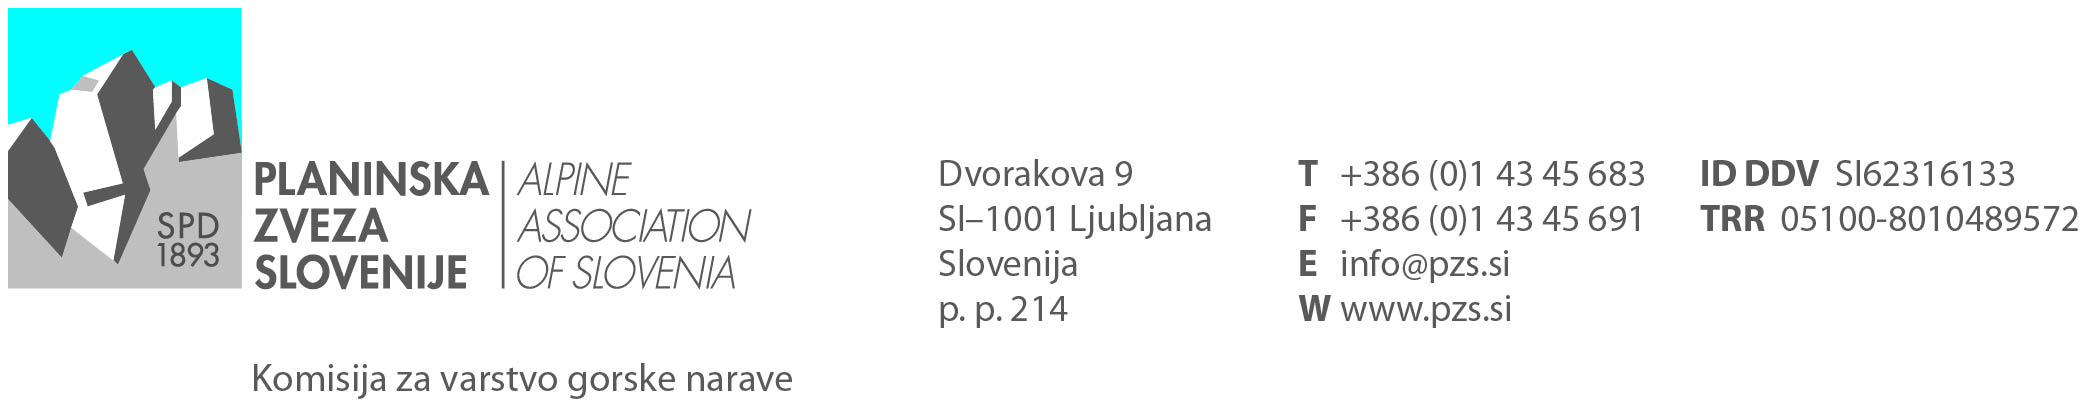 SPD
1893
PLANINSKA
ZVEZA
SLOVENIJE
ALPINE
ASSOCIATION
OF SLOVENIA
Dvorakova 9
SI–1001 Ljubljana
Slovenija
p. p. 214
T +386 (0)1 43 45 683
F +386 (0)1 43 45 691
E info@pzs.si
W www.pzs.si
ID DDV SI62316133
TRR 05100-8010489572
Komisija za varstvo gorske narave